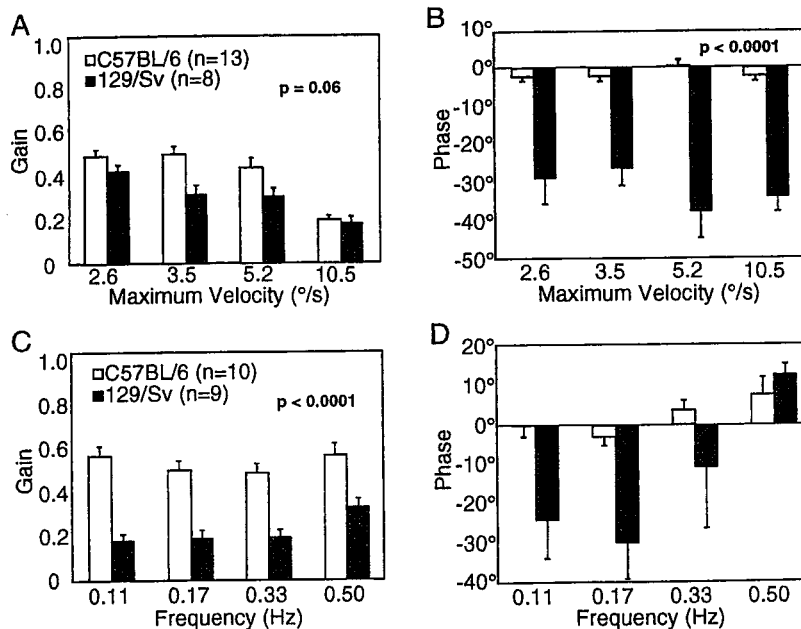 A
1.0
0.8
0.6
0.4
0.2
0
Gain
C57BL/6 (n=13)
129/Sv (n=8)
p = 0.06
2.6 3.5 5.2 10.5
Maximum Velocity (°/s)
B
10°
0°
-10°
-20°
-30°
-40°
-50°
Phase
p < 0.0001
2.6 3.5 5.2 10.5
Maximum Velocity (°/s)
C
1.0
0.8
0.6
0.4
0.2
0
Gain
C57BL/6 (n=10)
129/Sv (n=9)
p < 0.0001
0.11 0.17 0.33 0.50
Frequency (Hz)
D
20°
10°
0°
-10°
-20°
-30°
-40°
Phase
0.11 0.17 0.33 0.50
Frequency (Hz)